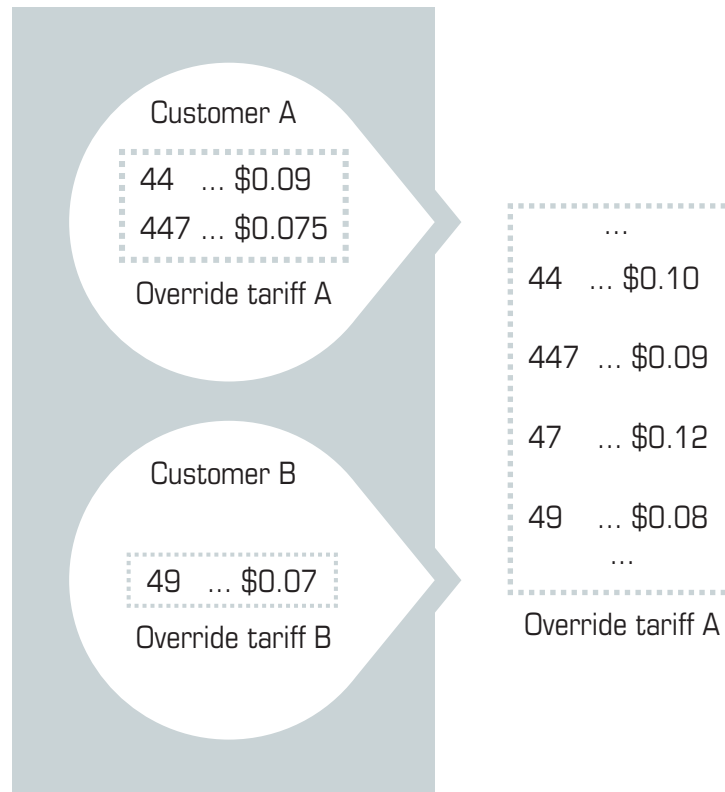 Customer A
44 ... $0.09
447 ... $0.075
Override tariff A
Customer B
49 ... $0.07
Override tariff B
...
44 ... $0.10
447 ... $0.09
47 ... $0.12
49 ... $0.08
...
Override tariff A